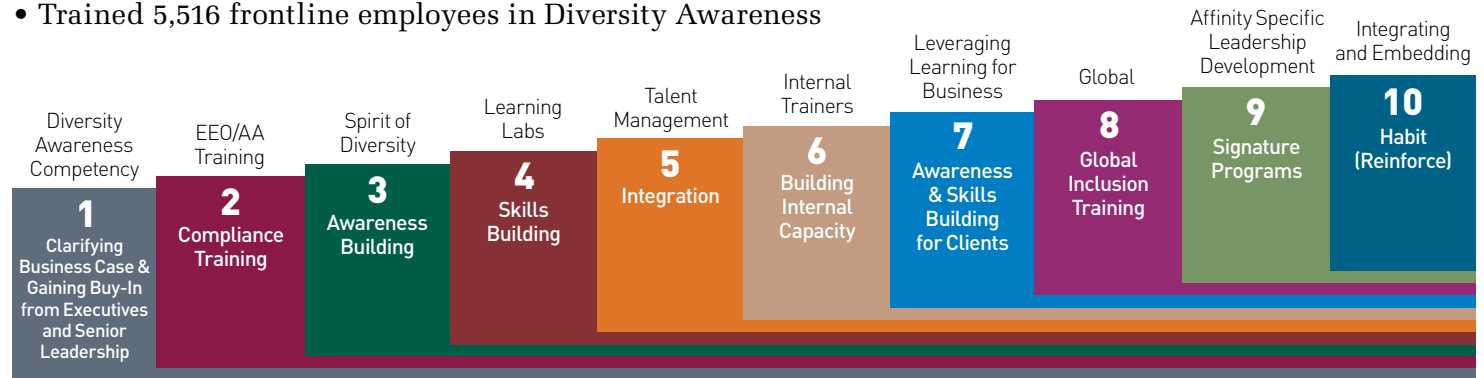 • Trained 5,516 frontline employees in Diversity Awareness
Diversity
Awareness
Competency
1
Clarifying
Business Case &
Gaining Buy-In
from Executives
and Senior
Leadership
EEO/AA
Training
2
Compliance
Training
Spirit of
Diversity
3
Awareness
Building
Learning
Labs
4
Skills
Building
Talent
Management
5
Integration
Internal
Trainers
6
Building
Internal
Capacity
Leveraging
Learning for
Business
7
Awareness
& Skills
Building
for Clients
Global
8
Global
Inclusion
Training
Affinity Specific
Leadership
Development
9
Signature
Programs
Integrating
and Embedding
10
Habit
(Reinforce)